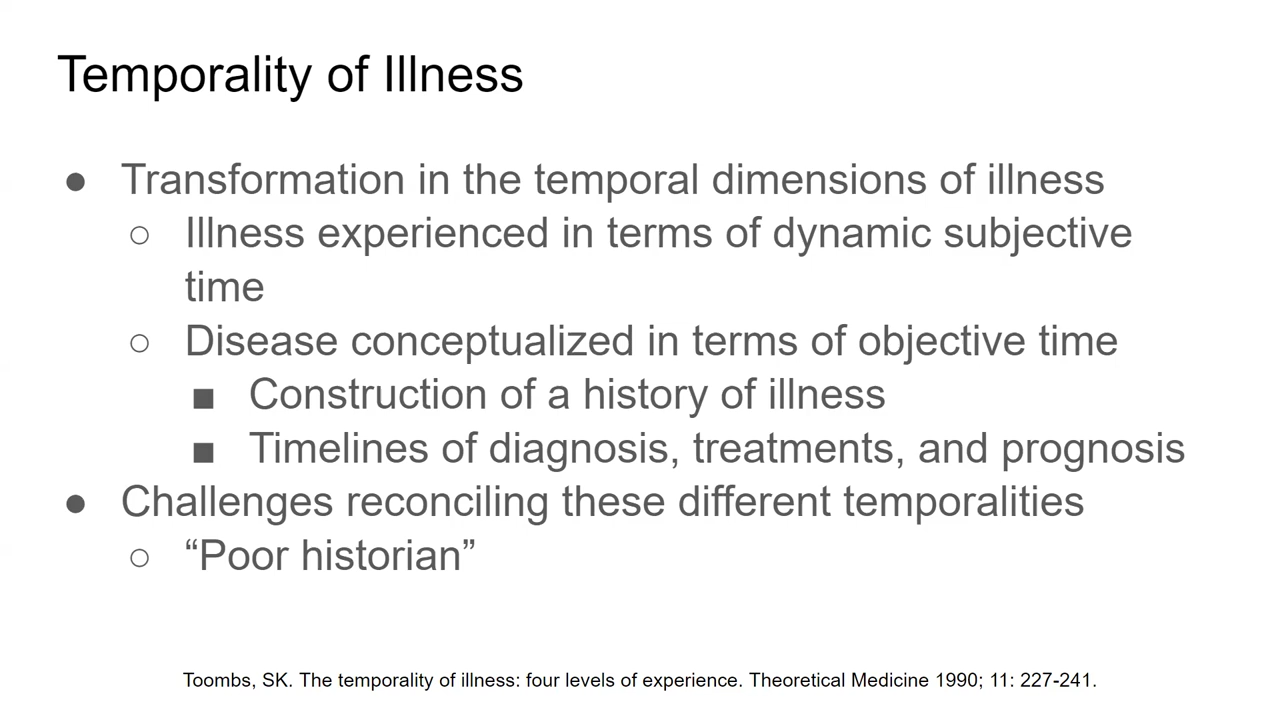 Temporality of Illness
● Transformation in the temporal dimensions of illness
○ Illness experienced in terms of dynamic subjective
time
○ Disease conceptualized in terms of objective time
■ Construction of a history of illness
■ Timelines of diagnosis, treatments, and prognosis
● Challenges reconciling these different temporalities
○ “Poor historian”
Toombs, SK. The temporality of illness: four levels of experience. Theoretical Medicine 1990; 11: 227-241.